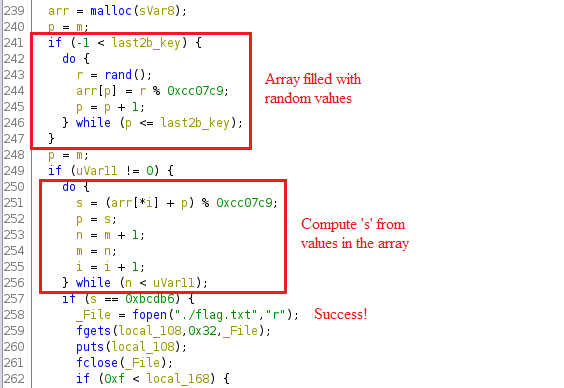 239 arr = malloc(sVar8);
240 p = m;
241 if (-1 < last2b_key) {
242 do {
243 r = rand();
244 arr[p] = r % 0xcc07c9;
245 p = p + 1;
246 } while (p <= last2b_key);
247 }
Array filled with
random values
248 p = m;
249 if (uVar11 != 0) {
250 do {
251 s = (arr[*i] + p) % 0xcc07c9;
252 p = s;
253 n = m + 1;
254 m = n;
255 i = i + 1;
256 } while (n < uVar11);
Compute 's' from
values in the array
257 if (s == 0xbcdb6) {
258 _File = fopen("./flag.txt","r");
Success!
259 fgets(local_108,0x32,_File);
260 puts(local_108);
261 fclose(_File);
262 if (0xf < local_168) {